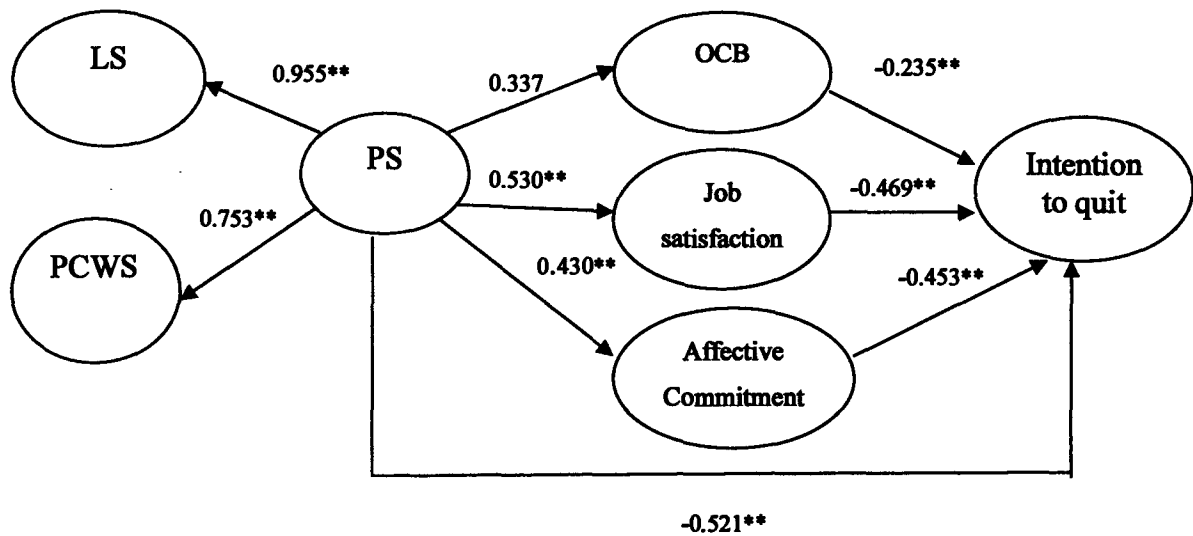 LS
0.955**
0.337
OCB
-0.235**
PS
Intention
to quit
0.530**
Job
satisfaction
-0.469**
0.753**
PCWS
0.430**
-0.453**
Affective
Commitment
-0.521**